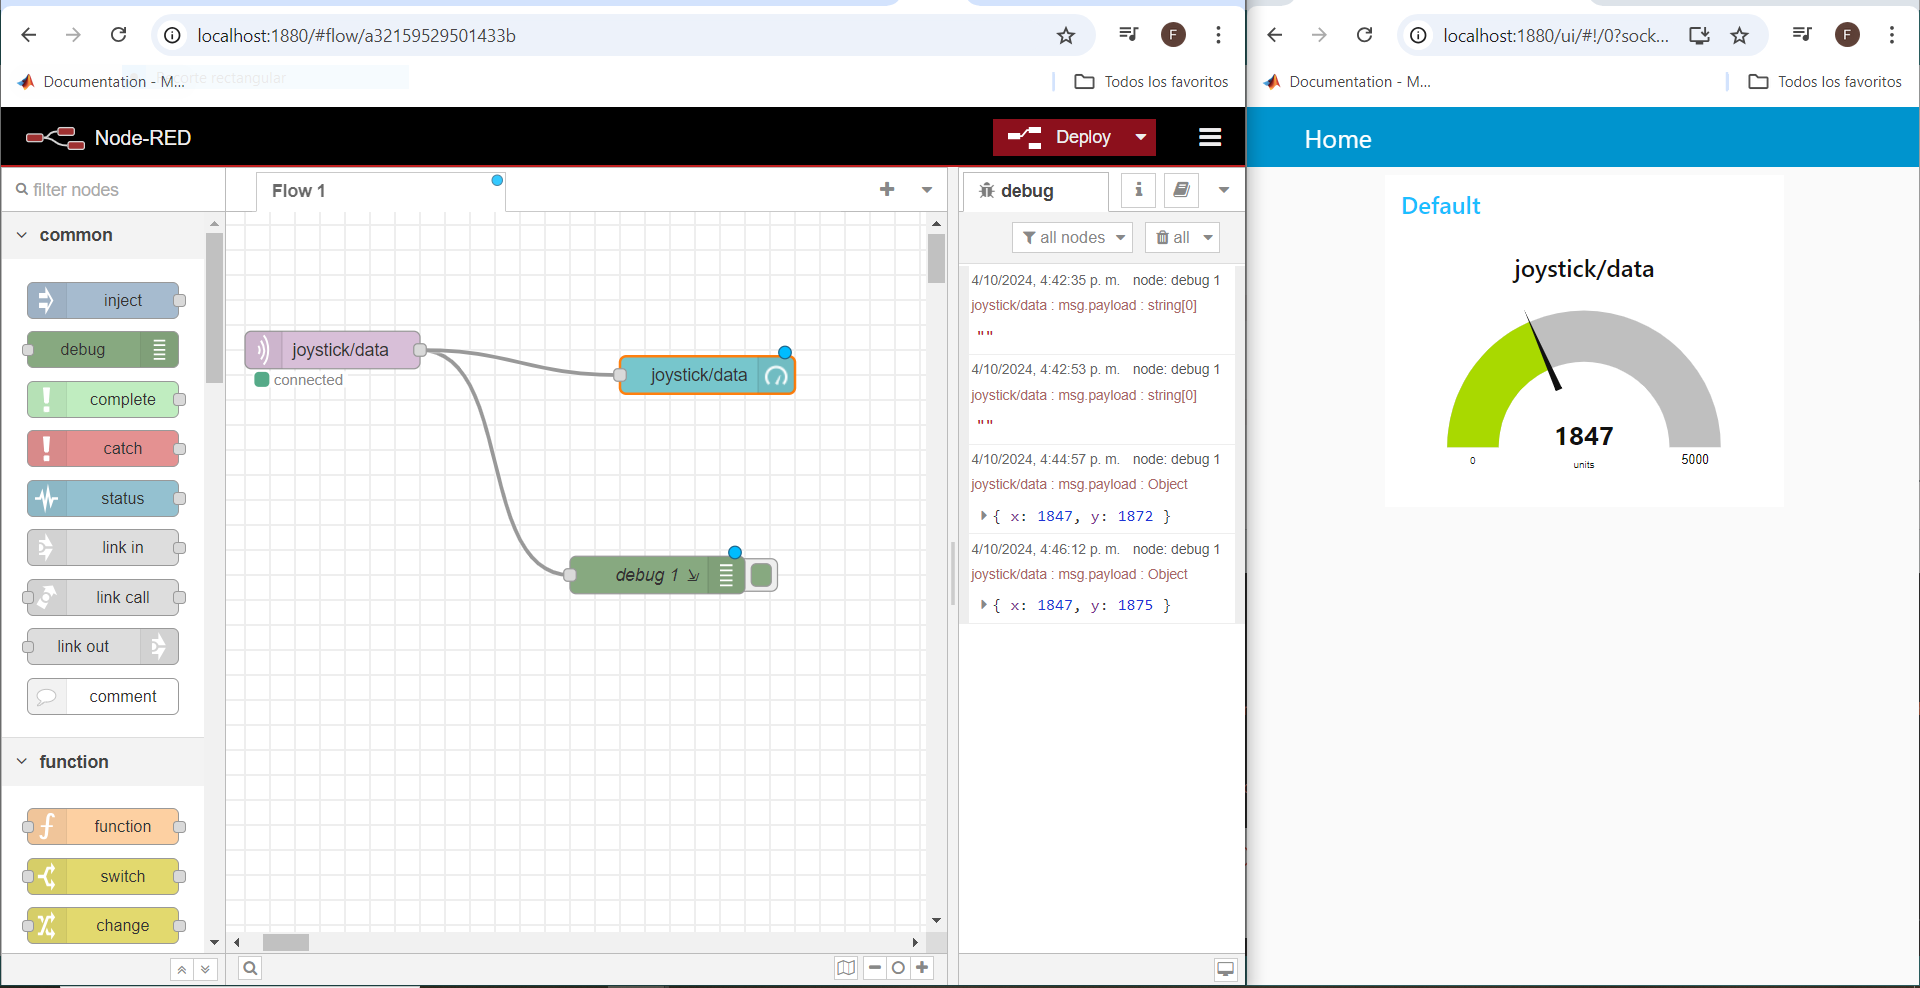 localhost:1880/#flow/a32159529501433b
F
Documentation - M...
Recorte rectangular
Todos los favoritos
Node-RED
Deploy
filter nodes
Flow 1
common
inject
debug
complete
catch
status
link in
link call
link out
comment
function
function
switch
change
joystick/data
connected
joystick/data
debug 1
debug
i
all nodes
all
4/10/2024, 4:42:35 p. m. node: debug 1
joystick/data : msg.payload : string[0]
""
4/10/2024, 4:42:53 p. m. node: debug 1
joystick/data : msg.payload : string[0]
""
4/10/2024, 4:44:57 p. m. node: debug 1
joystick/data : msg.payload : Object
{ x: 1847, y: 1872 }
4/10/2024, 4:46:12 p. m. node: debug 1
joystick/data : msg.payload : Object
{ x: 1847, y: 1875 }
localhost:1880/ui/#!/0?sock...
F
Documentation - M...
Todos los favoritos
Home
Default
joystick/data
1847
units
0
5000